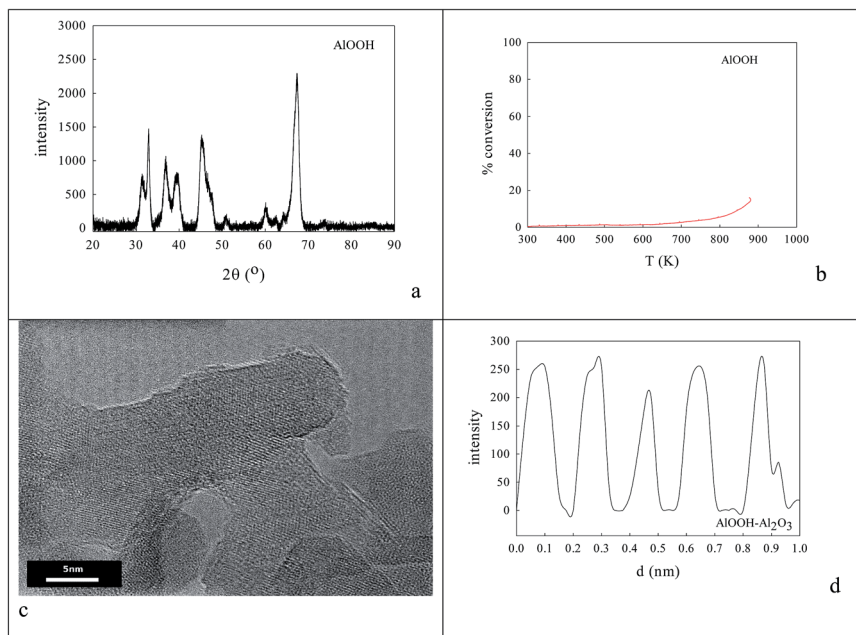 3000
AlOOH
2500
2000
1500
1000
500
0
intensity
20 30 40 50 60 70 80 90
2θ (º)
a
100
AlOOH
80
60
40
20
0
% conversion
300 400 500 600 700 800 900 1000
T (K)
b
5nm
c
300
250
200
150
100
50
0
intensity
AlOOH-Al2O3
0.0 0.1 0.2 0.3 0.4 0.5 0.6 0.7 0.8 0.9 1.0
d (nm)
d